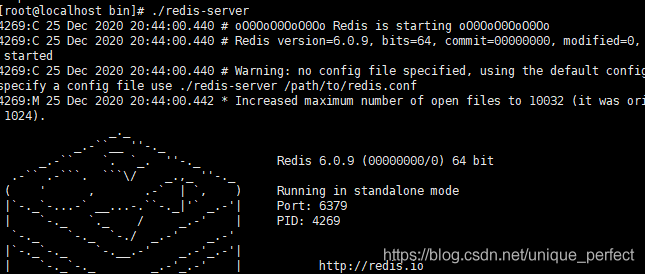 [root@localhost bin]# ./redis-server
4269:C 25 Dec 2020 20:44:00.440 # oO0OoO0OoO0Oo Redis is starting oO0OoO0OoO0Oo
4269:C 25 Dec 2020 20:44:00.440 # Redis version=6.0.9, bits=64, commit=00000000, modified=0,
started
4269:C 25 Dec 2020 20:44:00.440 # Warning: no config file specified, using the default config
specify a config file use ./redis-server /path/to/redis.conf
4269:M 25 Dec 2020 20:44:00.442 * Increased maximum number of open files to 10032 (it was ori
1024).
Redis 6.0.9 (00000000/0) 64 bit
Running in standalone mode
Port: 6379
PID: 4269
https://blog.csdn.net/unique_perfect
http://redis.io